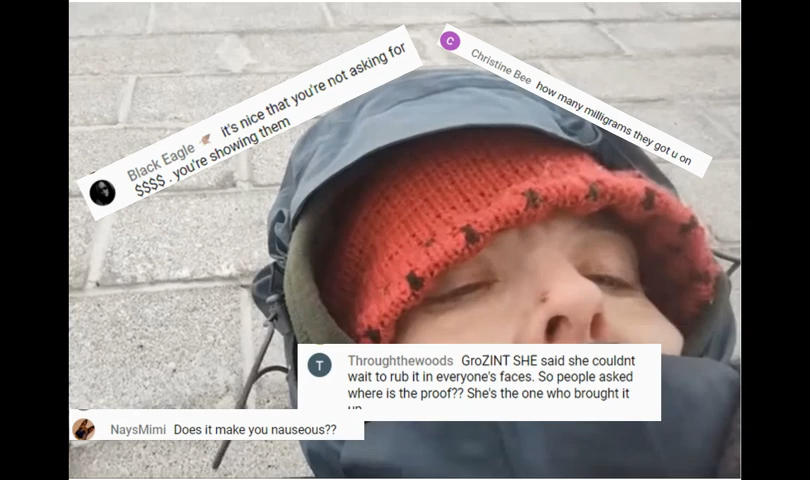 Black Eagle it's nice that you're not asking for
$$$$ . you're showing them
C
Christine Bee how many milligrams they got u on
T
Throughthewoods GroZINT SHE said she couldnt
wait to rub it in everyone's faces. So people asked
where is the proof?? She's the one who brought it
NaysMimi Does it make you nauseous??